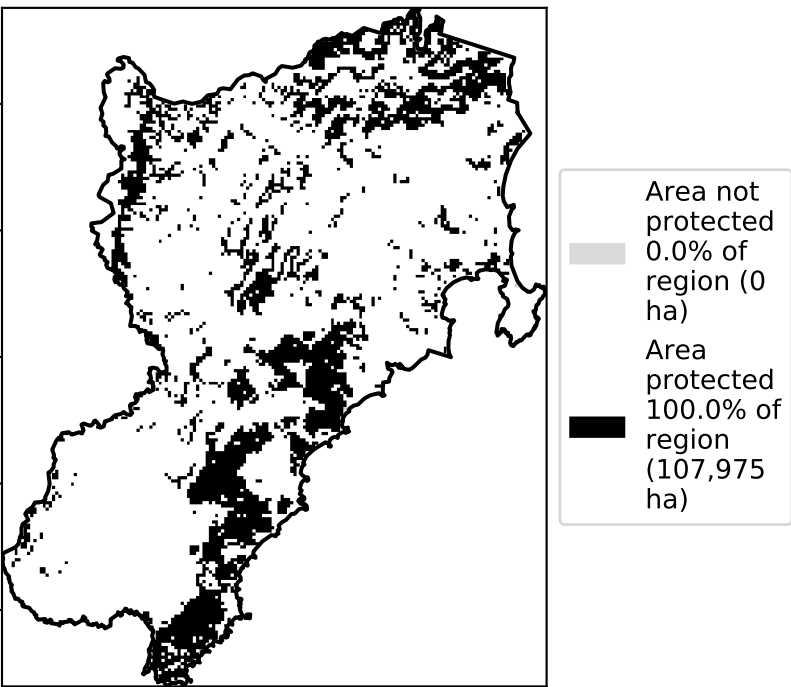 Area not
protected
0.0% of
region (0
ha)
Area
protected
100.0% of
region
(107,975
ha)